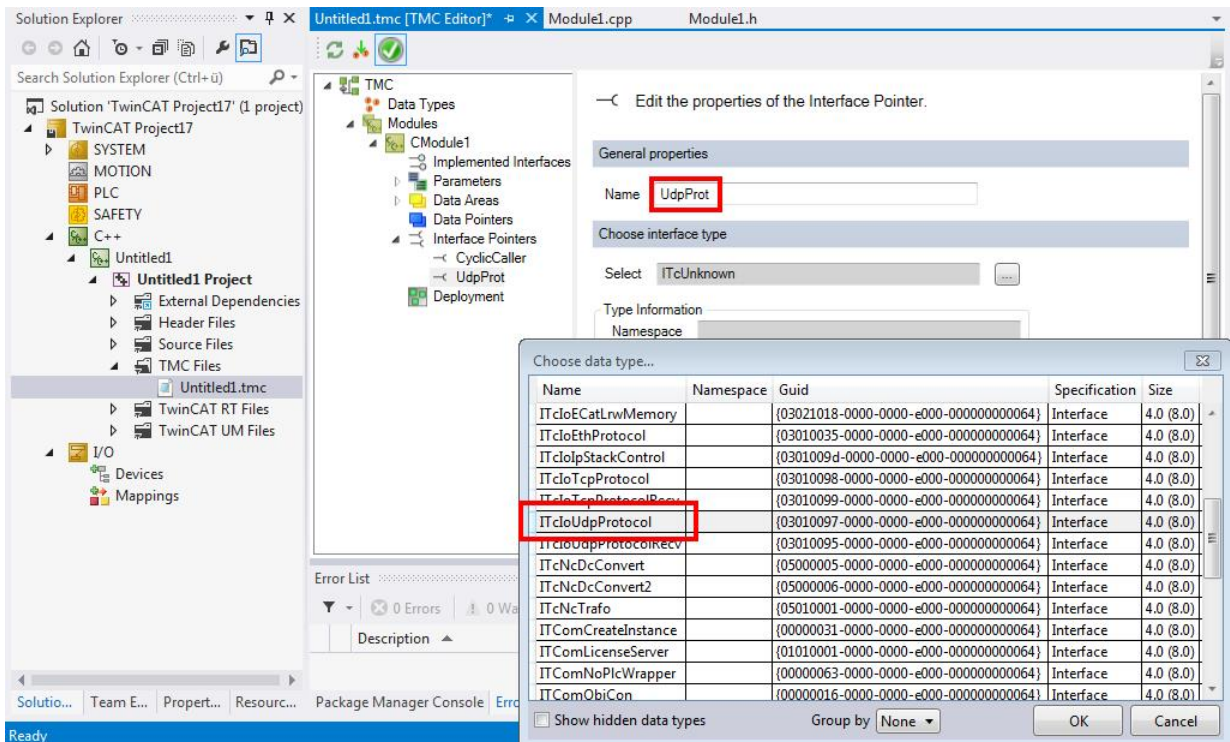 Solution Explorer
Search Solution Explorer (Ctrl+ü)
Solution 'TwinCAT Project17' (1 project)
TwinCAT Project17
SYSTEM
MOTION
PLC
SAFETY
C++
Untitled1
Untitled1 Project
External Dependencies
Header Files
Source Files
TMC Files
Untitled1.tmc
TwinCAT RT Files
TwinCAT UM Files
I/O
Devices
Mappings
Solutio... Team E... Propert... Resourc...
Ready
Untitled1.tmc [TMC Editor]* Module1.cpp Module1.h
TMC
Data Types
Modules
CModule1
Implemented Interfaces
Parameters
Data Areas
Data Pointers
Interface Pointers
CyclicCaller
UdpProt
Deployment
Edit the properties of the Interface Pointer.
General properties
Name UdpProt
Choose interface type
Select ITcUnknown ...
Type Information
Namespace
Error List
0 Errors 0 Wa
Description
Package Manager Console Erro
Choose data type...
Name Namespace Guid Specification Size
ITcIoECatLrwMemory {03021018-0000-0000-e000-000000000064} Interface 4.0 (8.0)
ITcIoEthProtocol {03010035-0000-0000-e000-000000000064} Interface 4.0 (8.0)
ITcIoIpStackControl {0301009d-0000-0000-e000-000000000064} Interface 4.0 (8.0)
ITcIoTcpProtocol {03010098-0000-0000-e000-000000000064} Interface 4.0 (8.0)
ITcIoTcpProtocolRecv {03010099-0000-0000-e000-000000000064} Interface 4.0 (8.0)
ITcIoUdpProtocol {03010097-0000-0000-e000-000000000064} Interface 4.0 (8.0)
ITcIoUdpProtocolRecv {03010095-0000-0000-e000-000000000064} Interface 4.0 (8.0)
ITcNcDcConvert {05000005-0000-0000-e000-000000000064} Interface 4.0 (8.0)
ITcNcDcConvert2 {05000006-0000-0000-e000-000000000064} Interface 4.0 (8.0)
ITcNcTrafo {05010001-0000-0000-e000-000000000064} Interface 4.0 (8.0)
ITComCreateInstance {00000031-0000-0000-e000-000000000064} Interface 4.0 (8.0)
ITComLicenseServer {01010001-0000-0000-e000-000000000064} Interface 4.0 (8.0)
ITComNoPlcWrapper {00000063-0000-0000-e000-000000000064} Interface 4.0 (8.0)
ITComObjCon {00000016-0000-0000-e000-000000000064} Interface 4.0 (8.0)
Show hidden data types Group by None OK Cancel